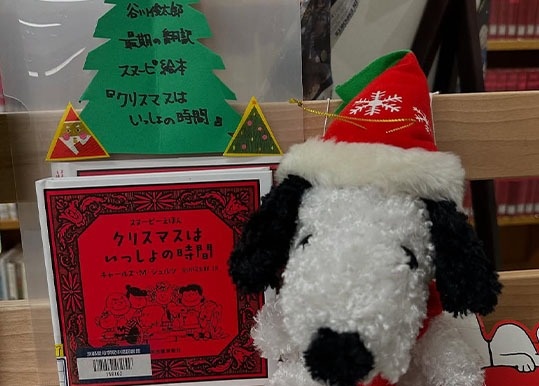 谷川俊太郎
最期の翻訳
スヌーピー絵本
『クリスマスは
いっしょの時間』
スヌーピーえほん
クリスマスは
いっしょの時間
チャールズ・M・シュルツ